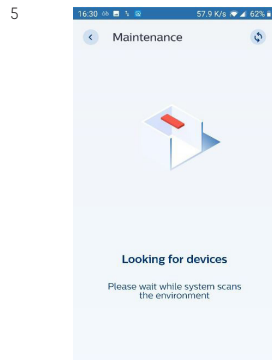 5
16:30
57.9 K/s 62%
Maintenance
Looking for devices
Please wait while system scans
the environment